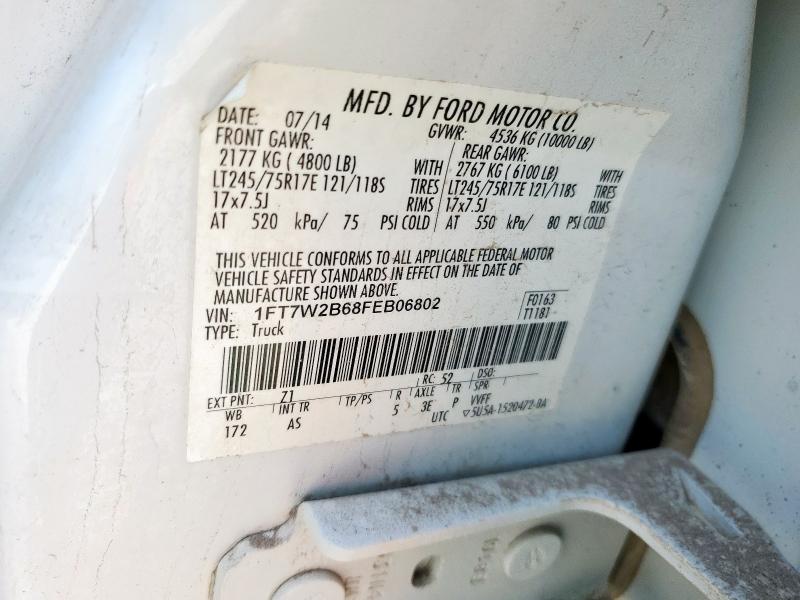 MFD. BY FORD MOTOR CO.
DATE: 07/14 GVWR: 4536 KG (10000 LB)
FRONT GAWR: REAR GAWR:
2177 KG ( 4800 LB) WITH 2767 KG ( 6100 LB) WITH
LT245/75R17E 121/118S TIRES LT245/75R17E 121/118S TIRES
17x7.5J RIMS 17x7.5J RIMS
AT 520 kPa/ 75 PSI COLD AT 550 kPa/ 80 PSI COLD
THIS VEHICLE CONFORMS TO ALL APPLICABLE FEDERAL MOTOR
VEHICLE SAFETY STANDARDS IN EFFECT ON THE DATE OF
MANUFACTURE SHOWN ABOVE.
VIN: 1FT7W2B68FEB06802 F0163
TYPE: Truck T1181
EXT PNT: Z1 RC: 52 DSO:
WB INT TR TP/PS R AXLE TR SPR
172 AS 5 3E P VVFF
UTC ▽5U5A-1520472-BA